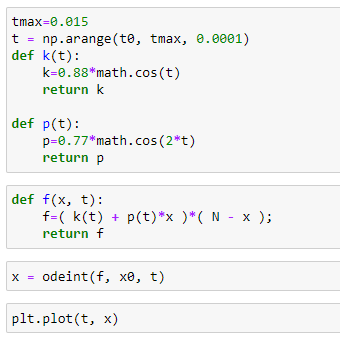 tmax=0.015
t = np.arange(t0, tmax, 0.0001)
def k(t):
    k=0.88*math.cos(t)
    return k
def p(t):
    p=0.77*math.cos(2*t)
    return p
def f(x, t):
    f=( k(t) + p(t)*x )*( N - x );
    return f
x = odeint(f, x0, t)
plt.plot(t, x)